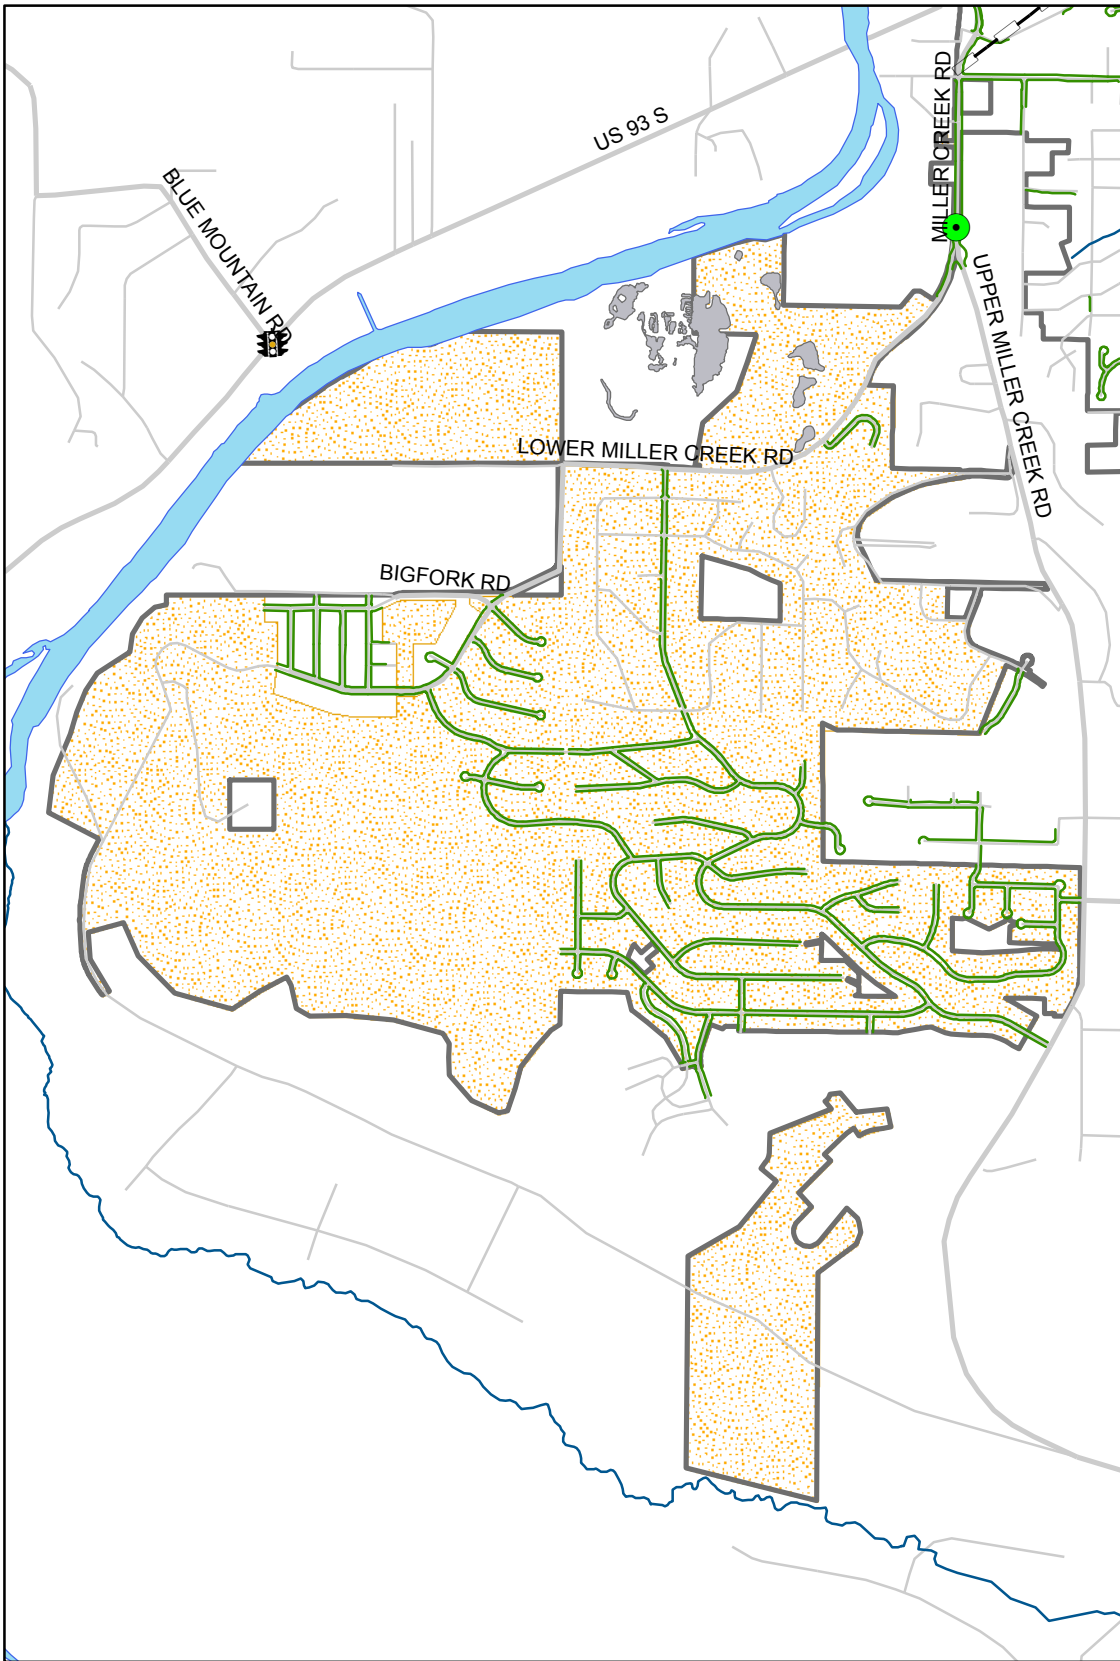 US 93 S
MILLER CREEK RD
BLUE MOUNTAIN RD
UPPER MILLER CREEK RD
LOWER MILLER CREEK RD
BIGFORK RD